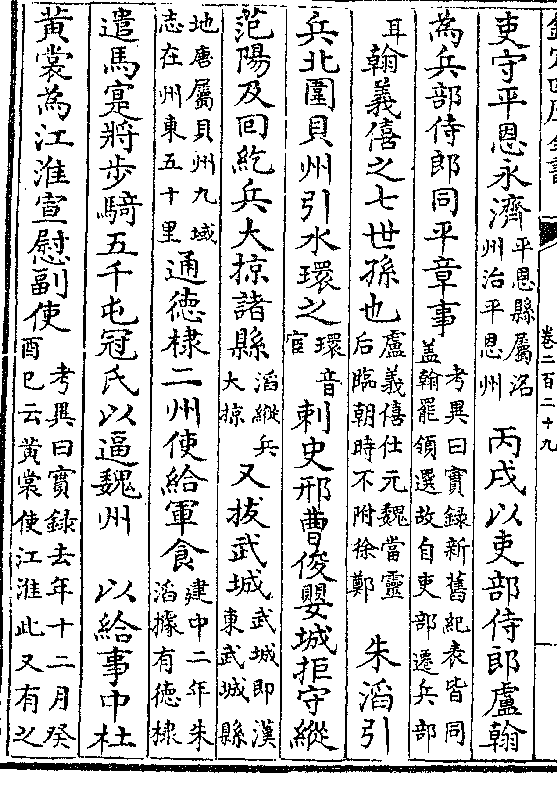 卷二百二十九
吏守平恩永濟平恩縣屬洺州治平恩州 丙戌以吏部侍郎盧翰
為兵部侍郎同平章事考異曰實録新舊紀表皆同蓋翰罷領選故自吏部遷兵部
耳翰義僖之七世孫也盧義僖仕元魏當靈后臨朝時不附徐鄭 朱滔引
兵北圍貝州引水環之環音官刺史邢曹俊嬰城拒守縱
范陽及回紇兵大掠諸縣滔縱兵大掠又拔武城武城即漢東武城縣
地唐屬貝州九域志在州東五十里通德棣二州使給軍食建中二年朱滔據有德棣
遣馬寔將步騎五千屯冠氏以逼魏州 以給事中杜
黄裳為江淮宣慰副使考異曰實録去年十二月癸酉巳云黄裳使江淮此又有之